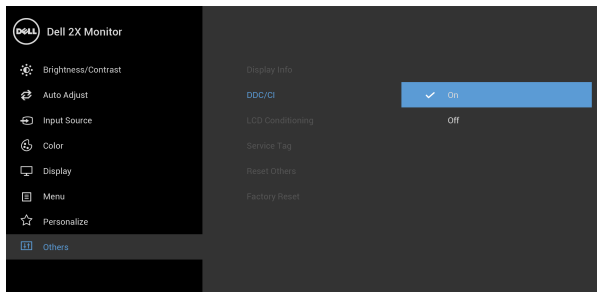 DELL Dell 2X Monitor
Brightness/Contrast
Display Info
Auto Adjust
DDC/CI
On
Input Source
LCD Conditioning
Off
Color
Service Tag
Display
Reset Others
Menu
Factory Reset
Personalize
Others